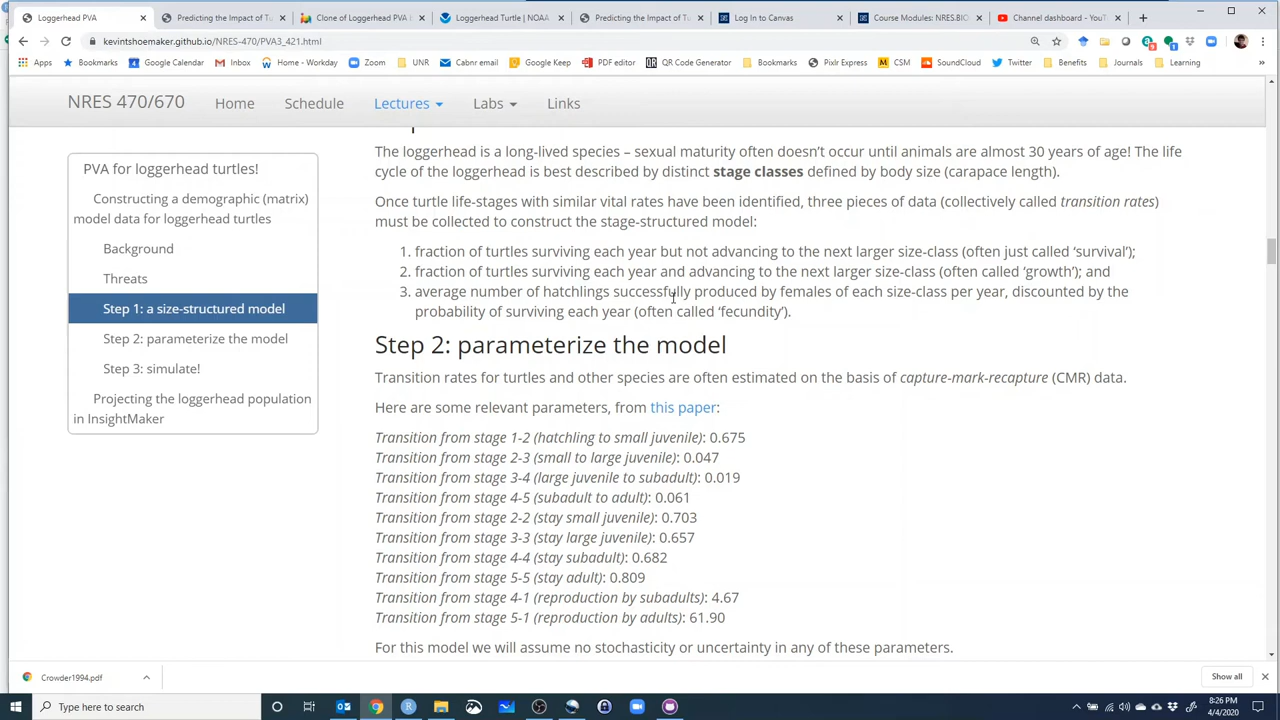 Loggerhead PVA
Predicting the Impact of Tu
Clone of Loggerhead PVA
Loggerhead Turtle | NOAA
Predicting the Impact of Tu
Log In to Canvas
Course Modules: NRES.BIO
Channel dashboard - YouT
kevintshoemaker.github.io/NRES-470/PVA3_421.html
Apps
Bookmarks
Google Calendar
Inbox
Home - Workday
Zoom
UNR
Cabnr email
Google Keep
PDF editor
QR Code Generator
Bookmarks
Pixlr Express
CSM
SoundCloud
Twitter
Benefits
Journals
Learning
NRES 470/670
Home
Schedule
Lectures
Labs
Links
PVA for loggerhead turtles!
Constructing a demographic (matrix)
model data for loggerhead turtles
Background
Threats
Step 1: a size-structured model
Step 2: parameterize the model
Step 3: simulate!
Projecting the loggerhead population
in InsightMaker
The loggerhead is a long-lived species – sexual maturity often doesn't occur until animals are almost 30 years of age! The life
cycle of the loggerhead is best described by distinct stage classes defined by body size (carapace length).
Once turtle life-stages with similar vital rates have been identified, three pieces of data (collectively called transition rates)
must be collected to construct the stage-structured model:
1. fraction of turtles surviving each year but not advancing to the next larger size-class (often just called 'survival');
2. fraction of turtles surviving each year and advancing to the next larger size-class (often called 'growth'); and
3. average number of hatchlings successfully produced by females of each size-class per year, discounted by the
probability of surviving each year (often called 'fecundity').
Step 2: parameterize the model
Transition rates for turtles and other species are often estimated on the basis of capture-mark-recapture (CMR) data.
Here are some relevant parameters, from this paper:
Transition from stage 1-2 (hatchling to small juvenile): 0.675
Transition from stage 2-3 (small to large juvenile): 0.047
Transition from stage 3-4 (large juvenile to subadult): 0.019
Transition from stage 4-5 (subadult to adult): 0.061
Transition from stage 2-2 (stay small juvenile): 0.703
Transition from stage 3-3 (stay large juvenile): 0.657
Transition from stage 4-4 (stay subadult): 0.682
Transition from stage 5-5 (stay adult): 0.809
Transition from stage 4-1 (reproduction by subadults): 4.67
Transition from stage 5-1 (reproduction by adults): 61.90
For this model we will assume no stochasticity or uncertainty in any of these parameters.
Crowder1994.pdf
Show all
Type here to search
8:26 PM
4/4/2020